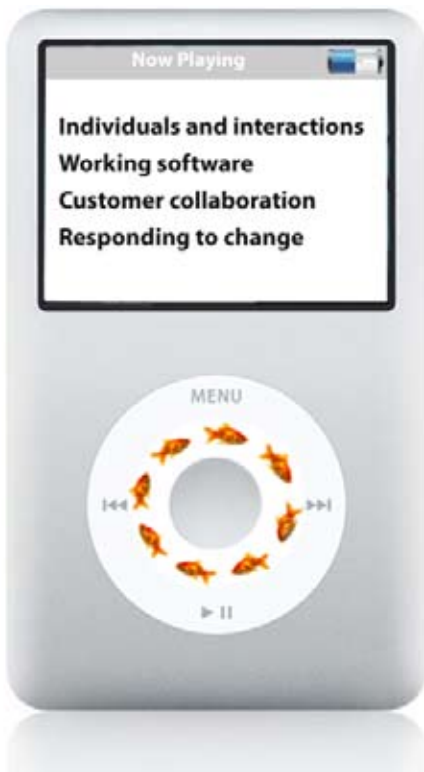 Now Playing
Individuals and interactions
Working software
Customer collaboration
Responding to change
MENU